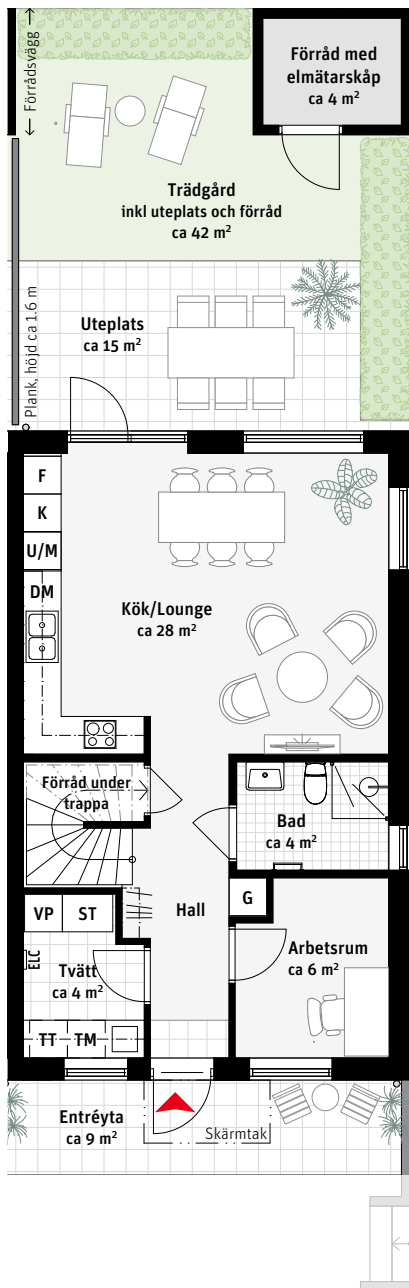 Förrådsvägg
Förråd med
elmätarskåp
ca 4 m²
Trädgård
inkl uteplats och förråd
ca 42 m²
Plank, höjd ca 1.6 m
Uteplats
ca 15 m²
F
K
U/M
DM
Kök/Lounge
ca 28 m²
Förråd under
trappa
Bad
ca 4 m²
VP
ST
Hall
G
ELC
Tvätt
ca 4 m²
Arbetsrum
ca 6 m²
TT
TM
Entréyta
ca 9 m²
Skärmtak